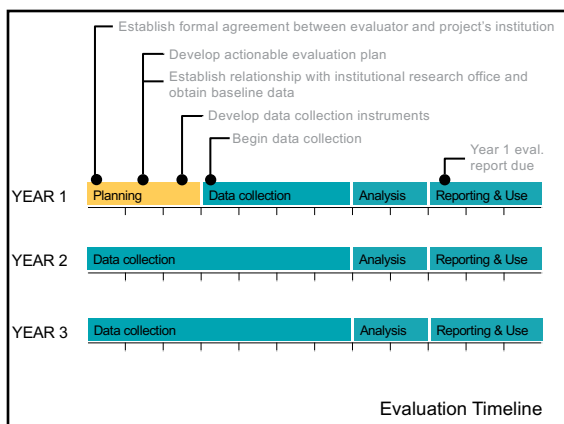 Establish formal agreement between evaluator and project's institution
Develop actionable evaluation plan
Establish relationship with institutional research office and
obtain baseline data
Develop data collection instruments
Begin data collection
Year 1 eval.
report due
YEAR 1
Planning
Data collection
Analysis
Reporting & Use
YEAR 2
Data collection
Analysis
Reporting & Use
YEAR 3
Data collection
Analysis
Reporting & Use
Evaluation Timeline